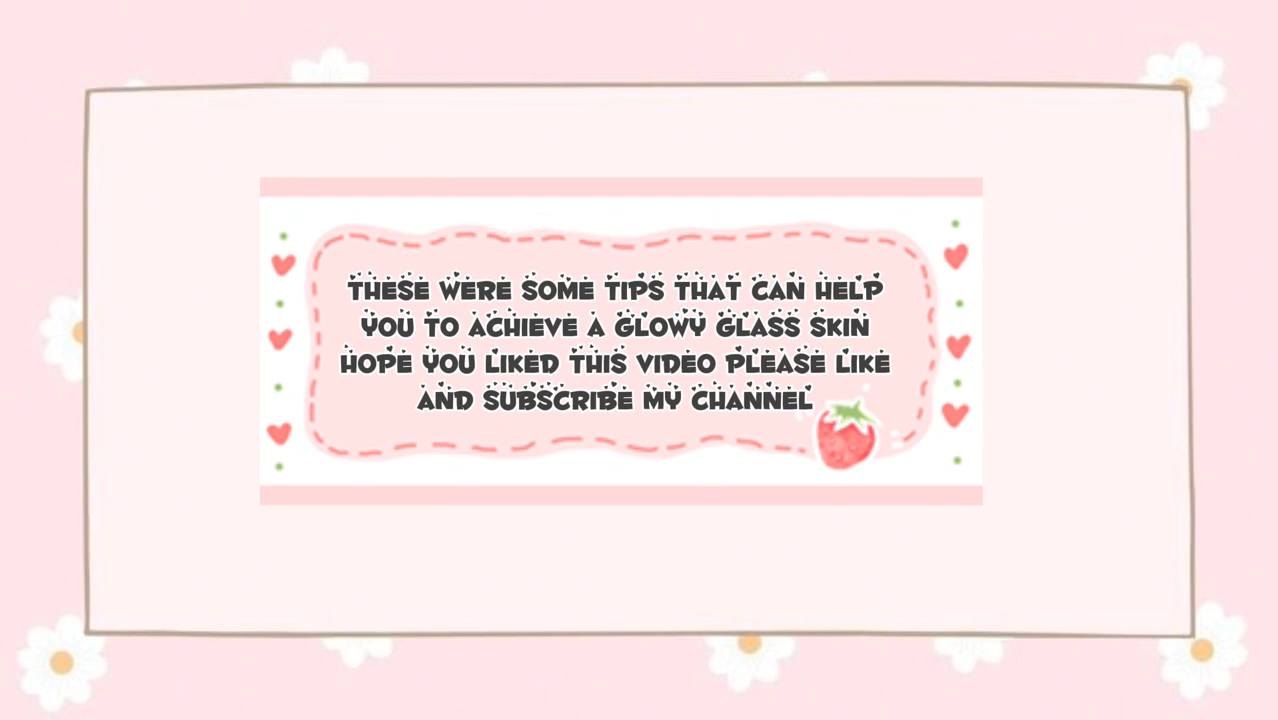 THESE WERE SOME TIPS THAT CAN HELP
YOU TO ACHIEVE A GLOWY GLASS SKIN
HOPE YOU LIKED THIS VIDEO PLEASE LIKE
AND SUBSCRIBE MY CHANNEL